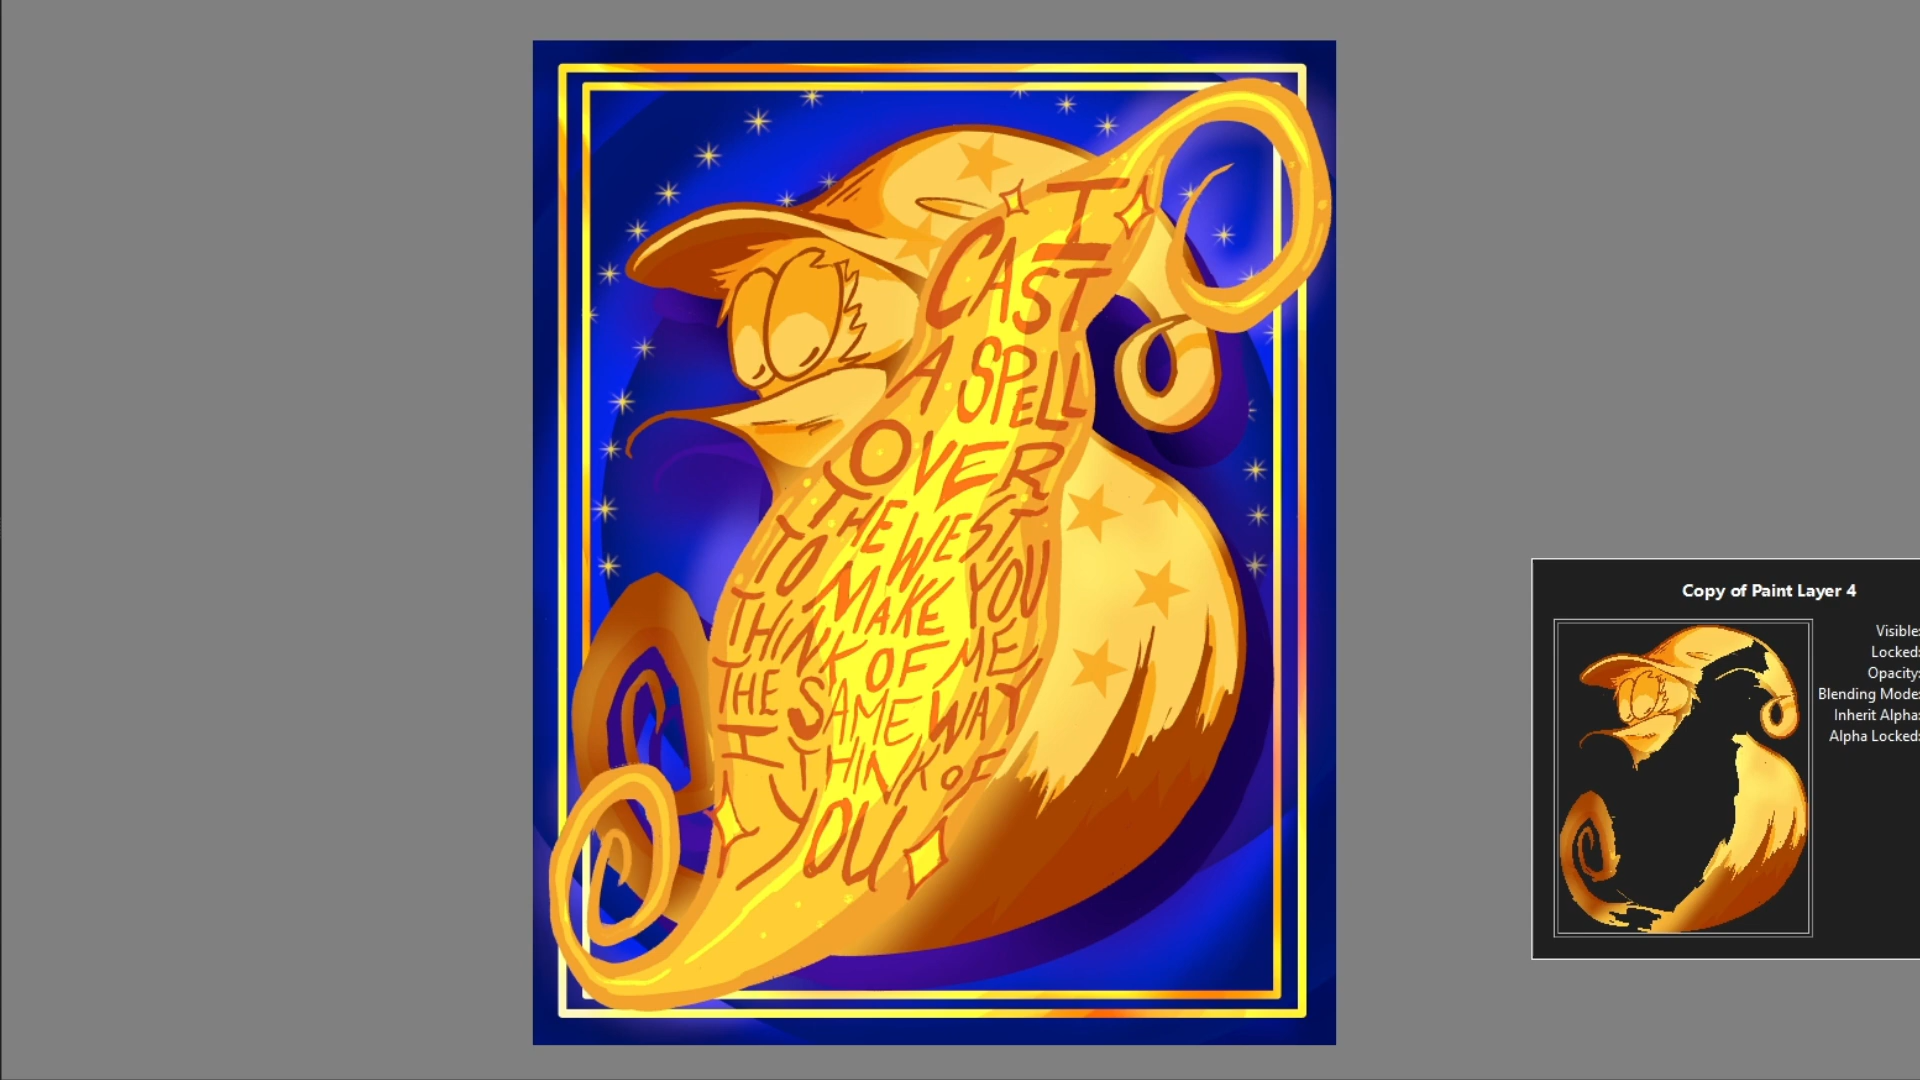 I
CAST
A SPELL
OVER
THE WEST
TO MAKE YOU
THINK OF ME
THE SAME WAY
I THINK OF
YOU
Copy of Paint Layer 4
Visible:
Locked:
Opacity:
Blending Mode:
Inherit Alpha:
Alpha Locked: